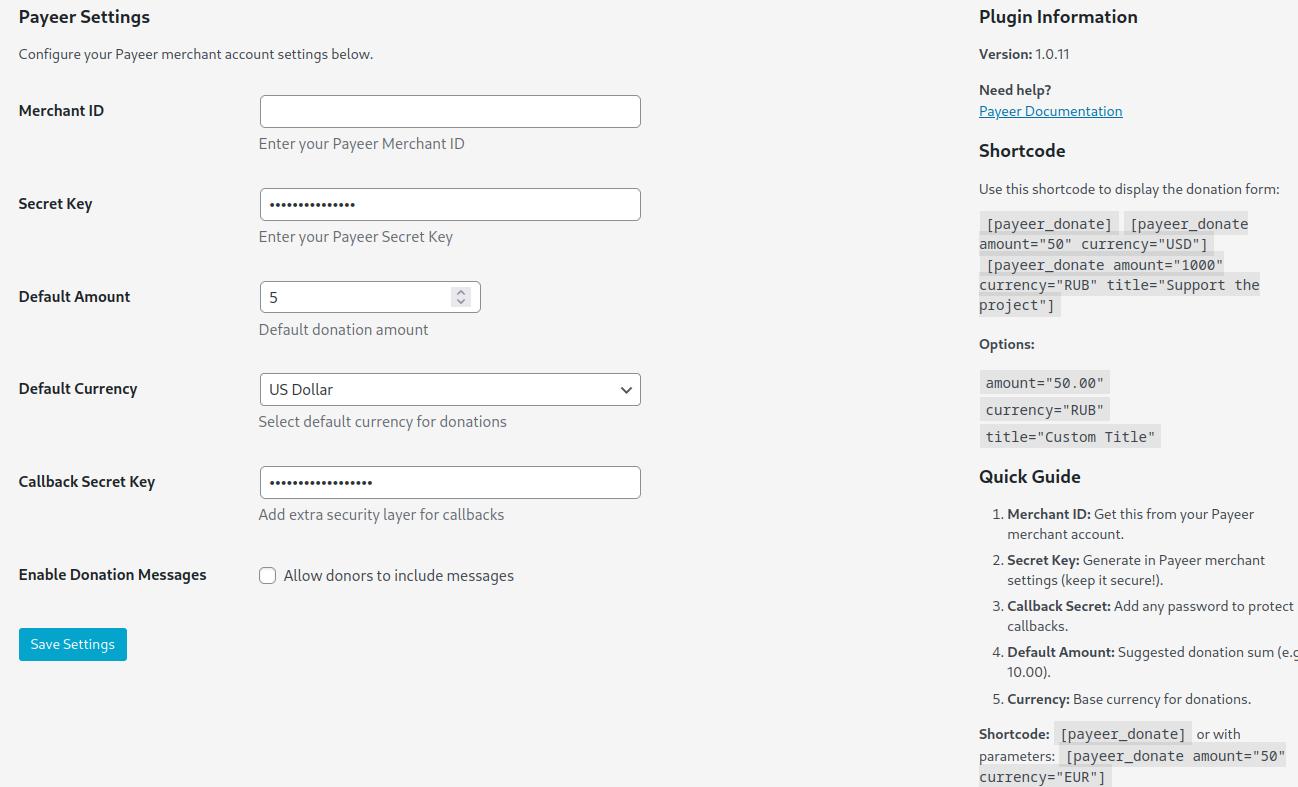 Payeer Settings
Configure your Payeer merchant account settings below.
Merchant ID
Enter your Payeer Merchant ID
Secret Key
•••••••••••••••
Enter your Payeer Secret Key
Default Amount
5
Default donation amount
Default Currency
US Dollar
Select default currency for donations
Callback Secret Key
••••••••••••••••••
Add extra security layer for callbacks
Enable Donation Messages
Allow donors to include messages
Save Settings
Plugin Information
Version: 1.0.11
Need help?
Payeer Documentation
Shortcode
Use this shortcode to display the donation form:
[payeer_donate] [payeer_donate
amount="50" currency="USD"]
[payeer_donate amount="1000"
currency="RUB" title="Support the
project"]
Options:
amount="50.00"
currency="RUB"
title="Custom Title"
Quick Guide
1. Merchant ID: Get this from your Payeer
merchant account.
2. Secret Key: Generate in Payeer merchant
settings (keep it secure!).
3. Callback Secret: Add any password to protect
callbacks.
4. Default Amount: Suggested donation sum (e.g
10.00).
5. Currency: Base currency for donations.
Shortcode: [payeer_donate] or with
parameters: [payeer_donate amount="50"
currency="EUR"]